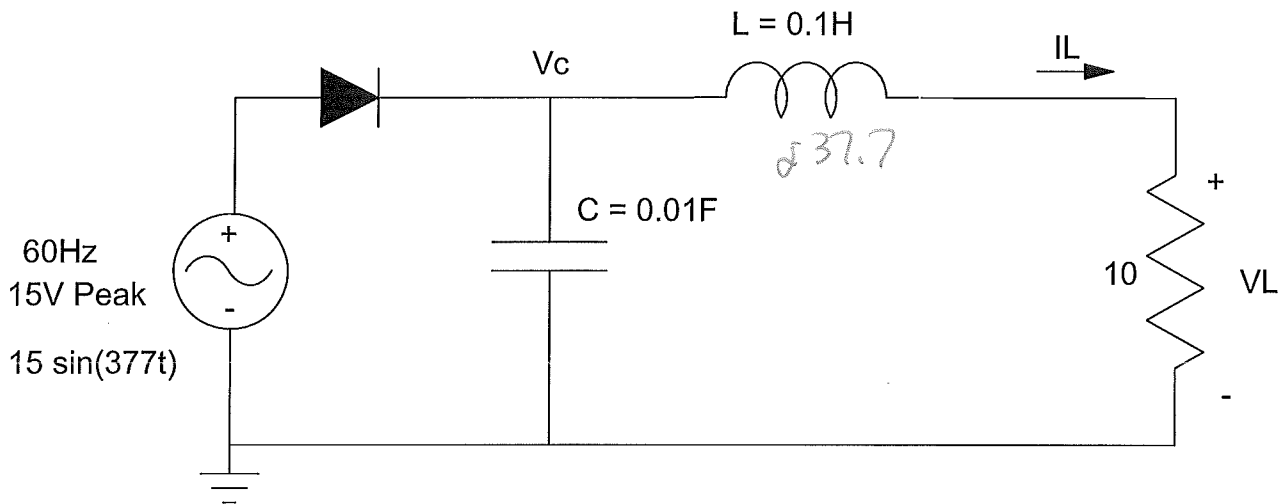 L = 0.1H
IL
Vc
j37.7
C = 0.01F
+
+
60Hz
15V Peak
10
VL
-
15 sin(377t)
-